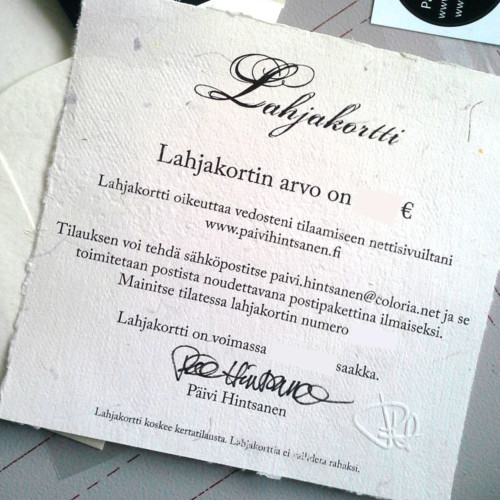 Lahjakortti
Lahjakortin arvo on €
Lahjakortti oikeuttaa vedosteni tilaamiseen nettisivuiltani
www.paivihintsanen.fi
Tilauksen voi tehdä sähköpostitse paivi.hintsanen@coloria.net ja se
toimitetaan postista noudettavana postipakettina ilmaiseksi.
Mainitse tilatessa lahjakortin numero
Lahjakortti on voimassa saakka.
Päivi Hintsanen
Lahjakortti koskee kertatilausta. Lahjakorttia ei vaihdeta rahaksi.